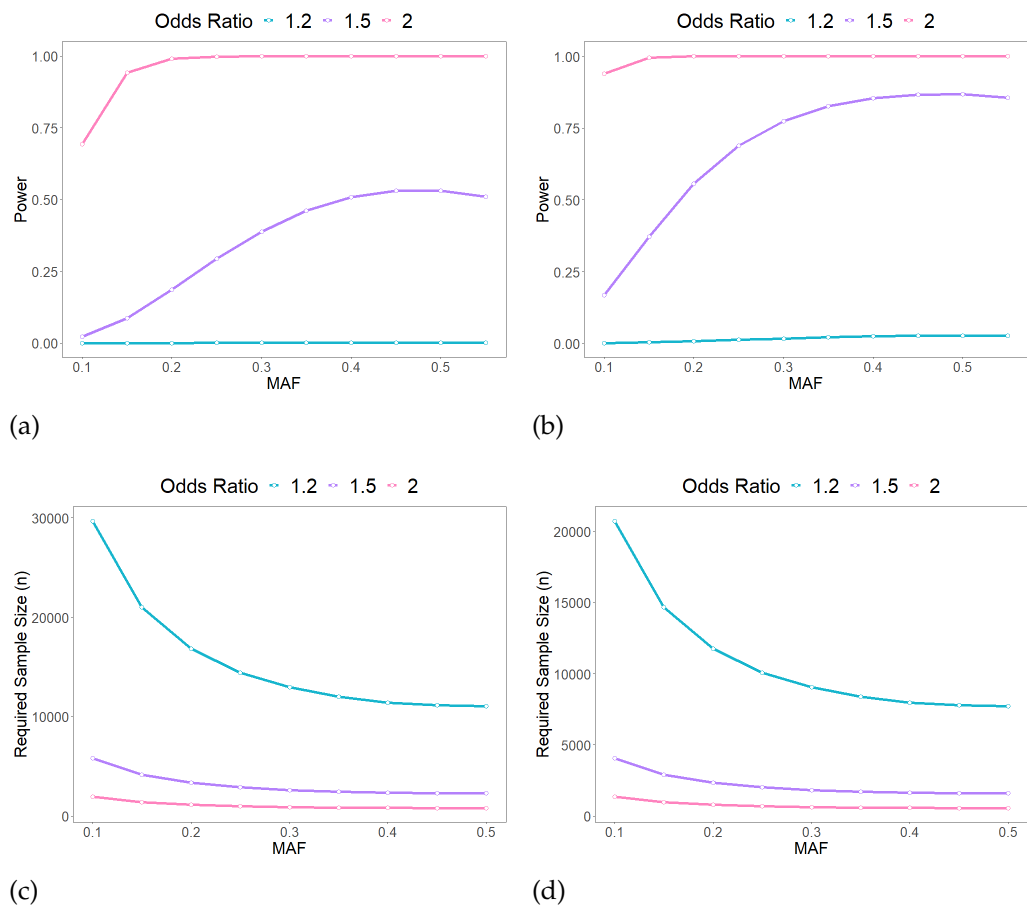 Odds Ratio 1.2 1.5 2
1.00
0.75
0.50
0.25
0.00
Power
0.1 0.2 0.3 0.4 0.5
MAF
(a)
Odds Ratio 1.2 1.5 2
1.00
0.75
0.50
0.25
0.00
Power
0.1 0.2 0.3 0.4 0.5
MAF
(b)
Odds Ratio 1.2 1.5 2
30000
20000
10000
0
Required Sample Size (n)
0.1 0.2 0.3 0.4 0.5
MAF
(c)
Odds Ratio 1.2 1.5 2
20000
15000
10000
5000
0
Required Sample Size (n)
0.1 0.2 0.3 0.4 0.5
MAF
(d)